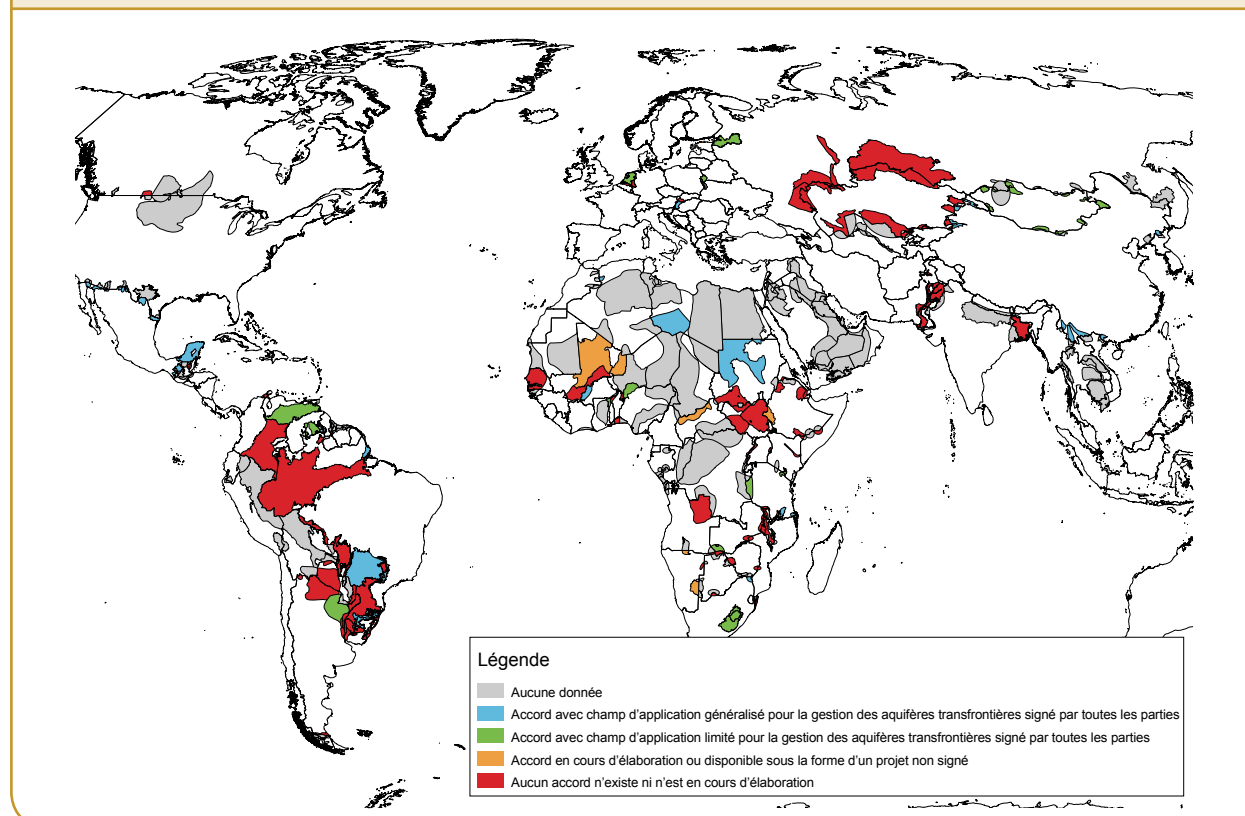 Légende
Aucune donnée
Accord avec champ d'application généralisé pour la gestion des aquifères transfrontières signé par toutes les parties
Accord avec champ d'application limité pour la gestion des aquifères transfrontières signé par toutes les parties
Accord en cours d'élaboration ou disponible sous la forme d'un projet non signé
Aucun accord n'existe ni n'est en cours d'élaboration